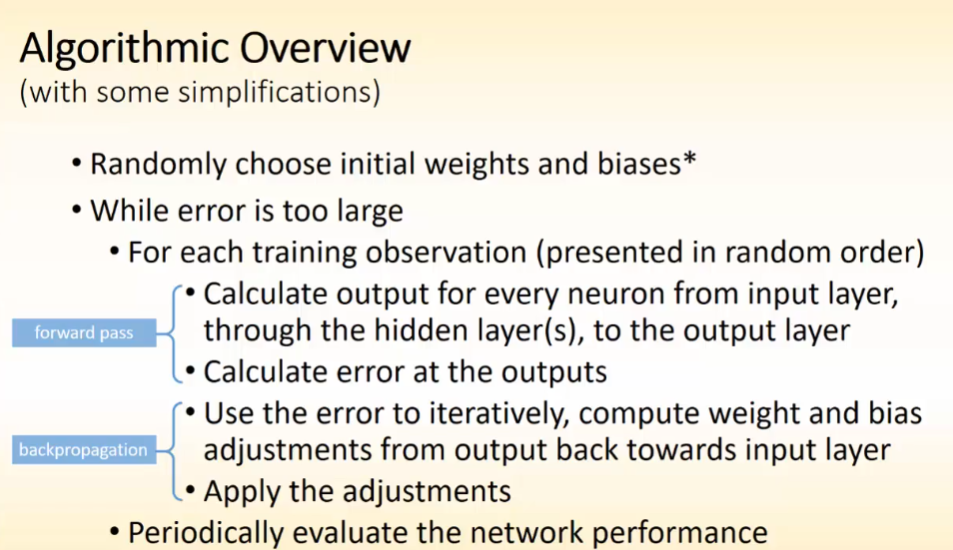 Algorithmic Overview
(with some simplifications)
• Randomly choose initial weights and biases*
• While error is too large
• For each training observation (presented in random order)
• Calculate output for every neuron from input layer,
through the hidden layer(s), to the output layer
forward pass
• Calculate error at the outputs
• Use the error to iteratively, compute weight and bias
adjustments from output back towards input layer
backpropagation
• Apply the adjustments
• Periodically evaluate the network performance